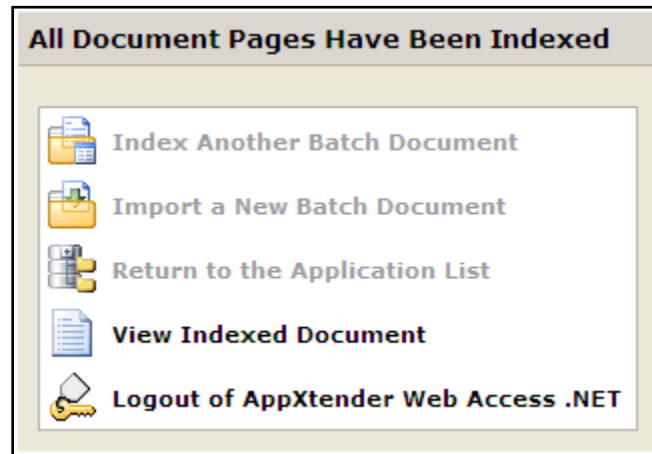 All Document Pages Have Been Indexed
Index Another Batch Document
Import a New Batch Document
Return to the Application List
View Indexed Document
Logout of AppXtender Web Access .NET